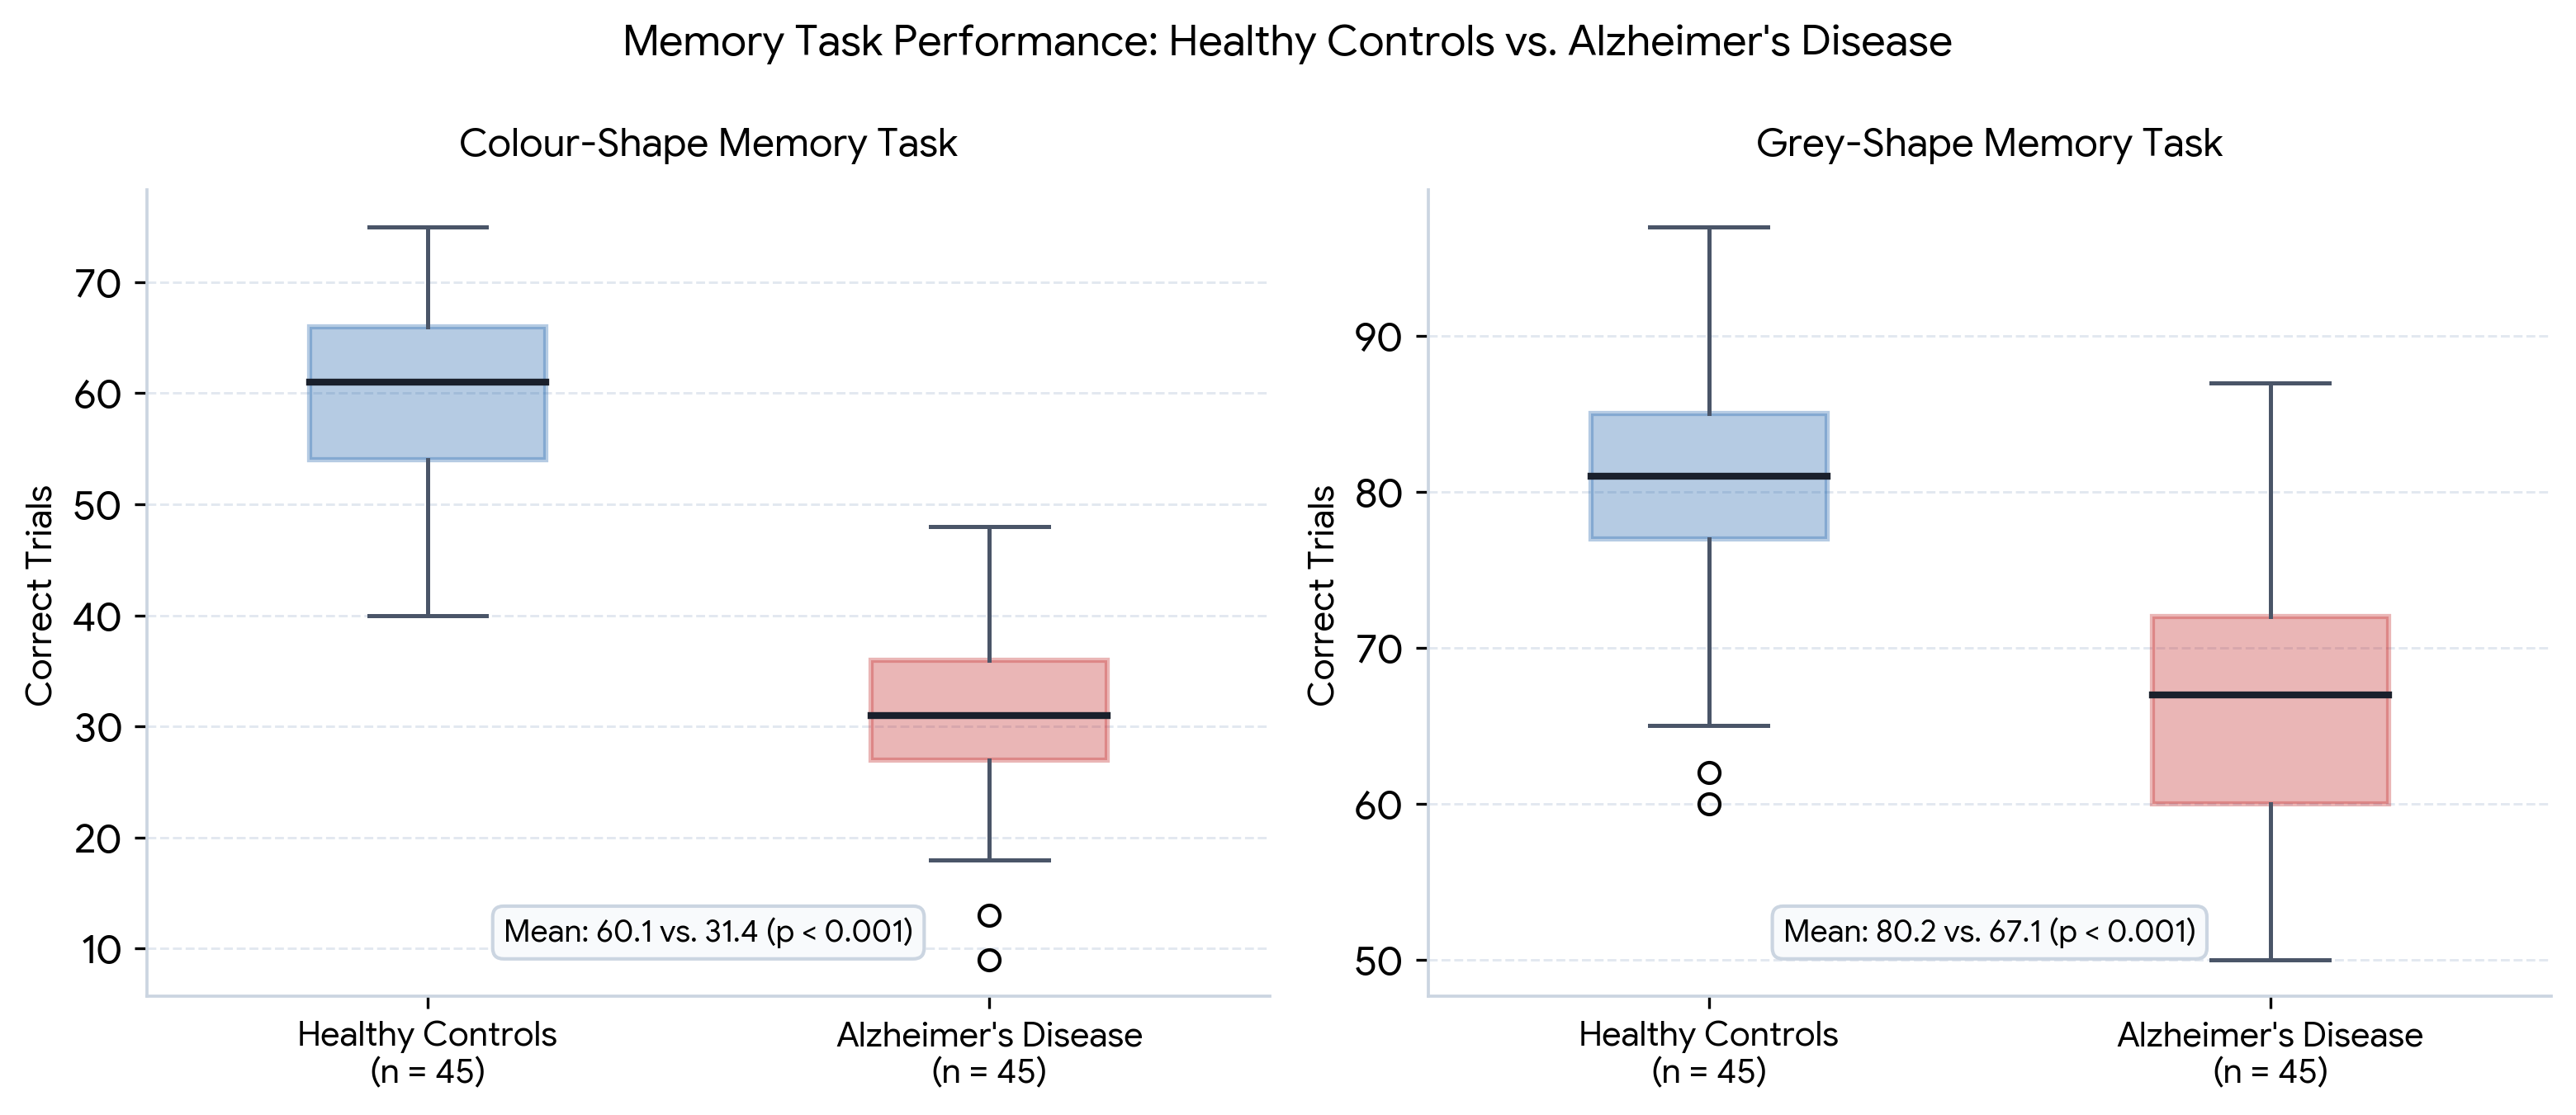 Memory Task Performance: Healthy Controls vs. Alzheimer's Disease
Colour-Shape Memory Task
Correct Trials
70
60
50
40
30
20
10
Mean: 60.1 vs. 31.4 (p < 0.001)
Healthy Controls
(n = 45)
Alzheimer's Disease
(n = 45)
Grey-Shape Memory Task
Correct Trials
90
80
70
60
50
Mean: 80.2 vs. 67.1 (p < 0.001)
Healthy Controls
(n = 45)
Alzheimer's Disease
(n = 45)